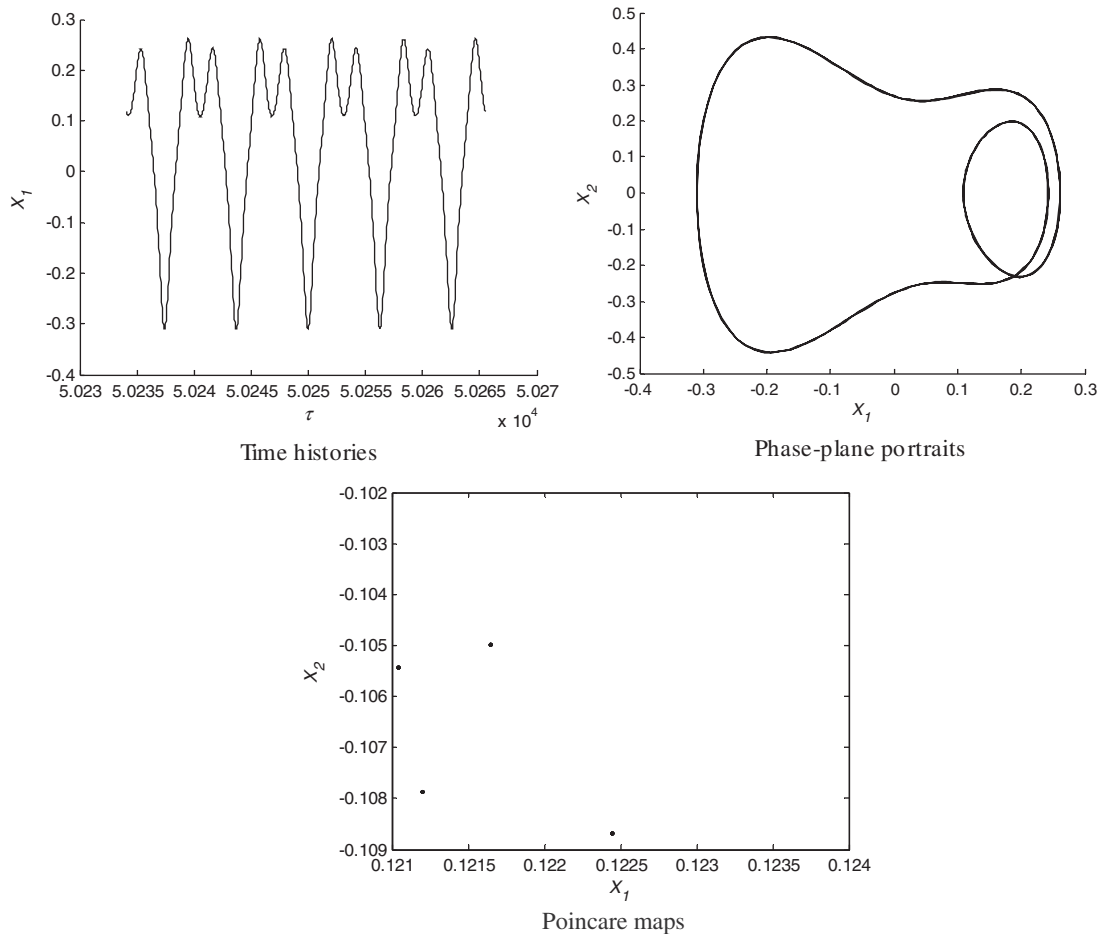 0.3
0.2
0.1
0
-0.1
-0.2
-0.3
-0.4
X1
5.023 5.0235 5.024 5.0245 5.025 5.0255 5.026 5.0265 5.027
τ
x 10^4
Time histories
0.5
0.4
0.3
0.2
0.1
0
-0.1
-0.2
-0.3
-0.4
-0.5
X2
-0.4 -0.3 -0.2 -0.1 0 0.1 0.2 0.3
X1
Phase-plane portraits
-0.102
-0.103
-0.104
-0.105
-0.106
-0.107
-0.108
-0.109
X2
0.121 0.1215 0.122 0.1225 0.123 0.1235 0.124
X1
Poincare maps